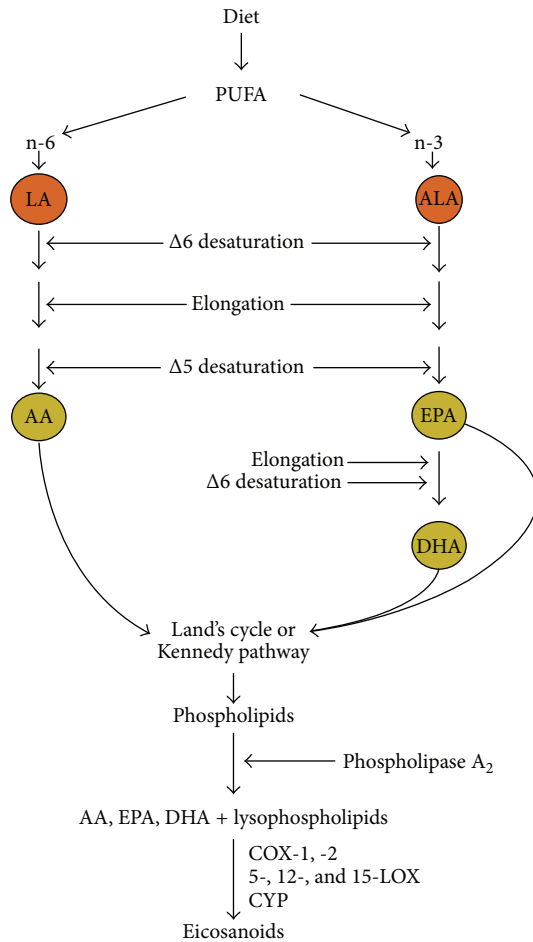 Diet
PUFA
n-6
n-3
LA
ALA
Δ6 desaturation
Elongation
Δ5 desaturation
AA
EPA
Elongation
Δ6 desaturation
DHA
Land's cycle or
Kennedy pathway
Phospholipids
Phospholipase A₂
AA, EPA, DHA + lysophospholipids
COX-1, -2
5-, 12-, and 15-LOX
CYP
Eicosanoids